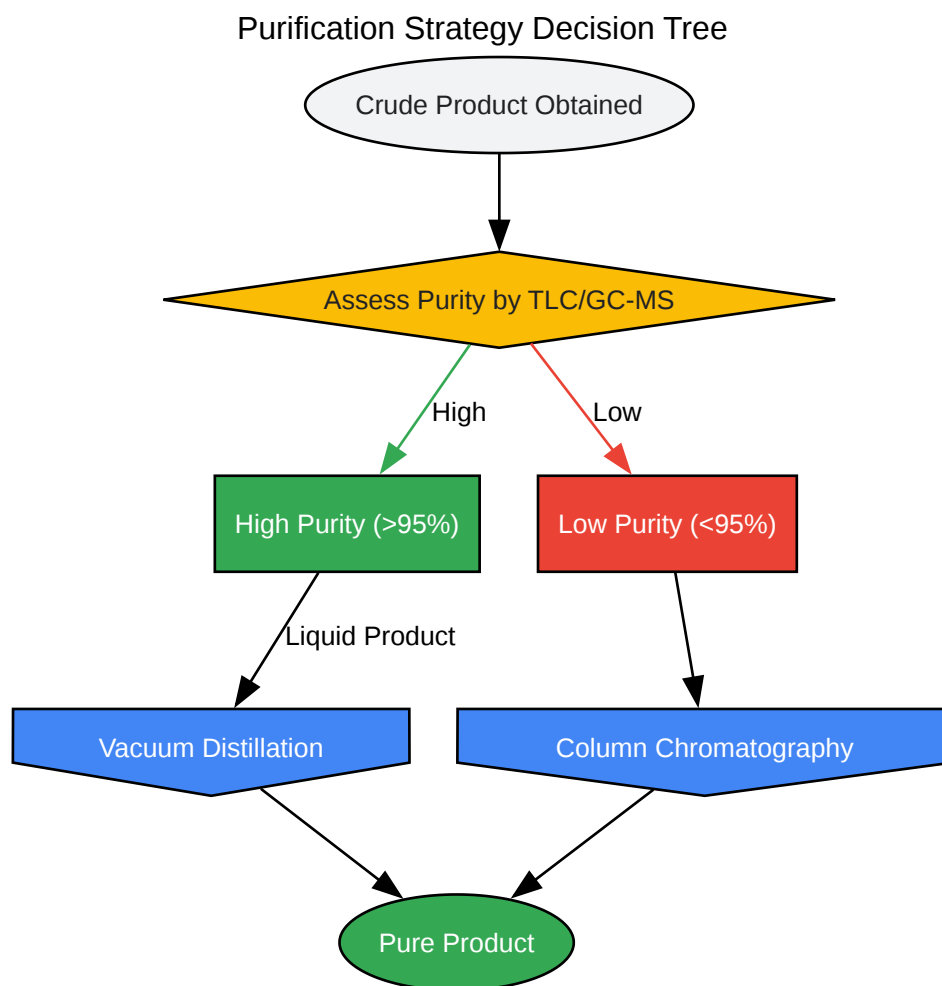 Purification Strategy Decision Tree
Crude Product Obtained
Assess Purity by TLC/GC-MS
High
Low
High Purity (>95%)
Low Purity (<95%)
Liquid Product
Vacuum Distillation
Column Chromatography
Pure Product